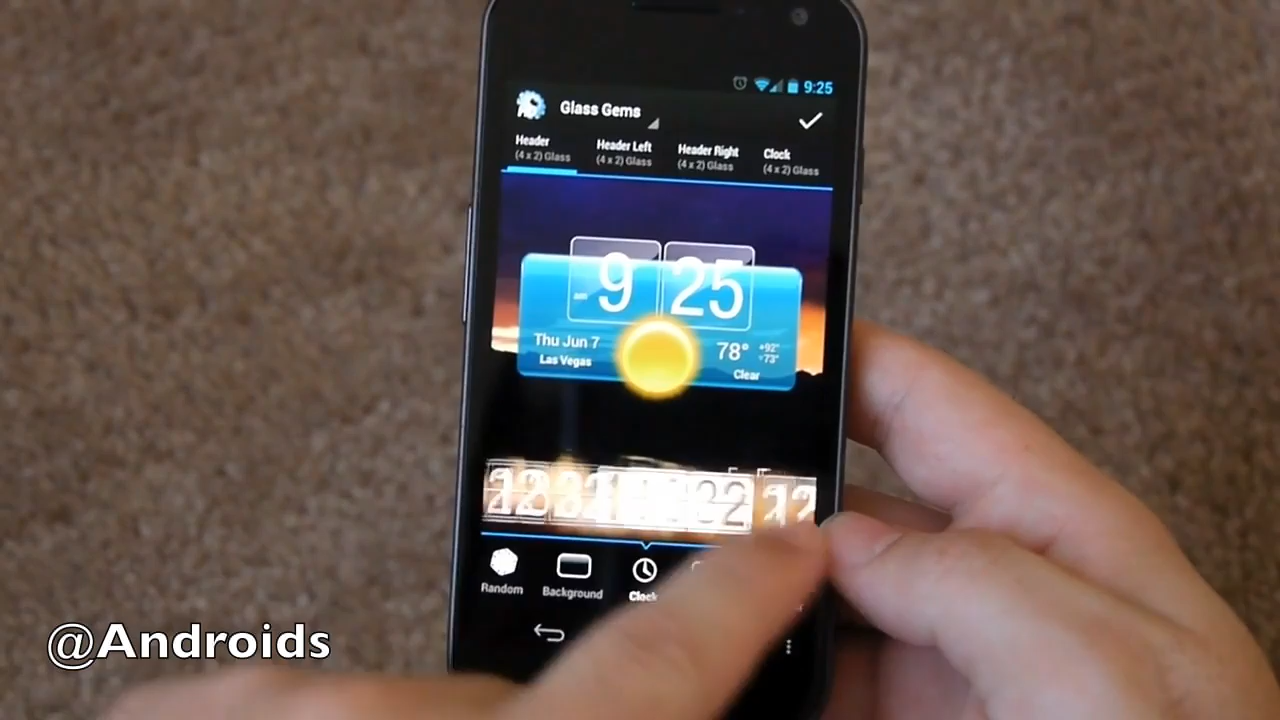 9:25
Glass Gems
Header
(4 x 2) Glass
Header Left
(4 x 2) Glass
Header Right
(4 x 2) Glass
Clock
(4 x 2) Glass
am 9 25
Thu Jun 7
Las Vegas
78°
+92°
Clear
Random
Background
Clock
@Androids